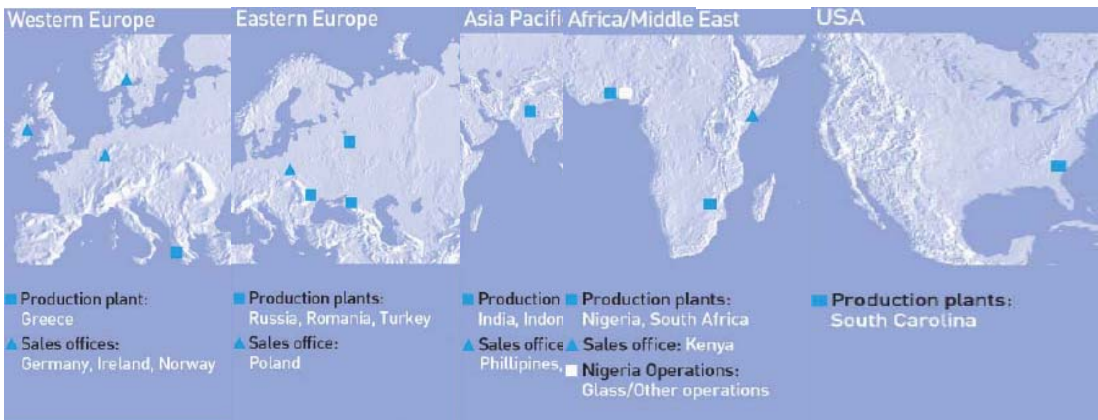 Western Europe
Production plant:
Greece
Sales offices:
Germany, Ireland, Norway
Eastern Europe
Production plants:
Russia, Romania, Turkey
Sales office:
Poland
Asia Pacifi
Production
India, Indon
Sales office
Phillipines,
Africa/Middle East
Production plants:
Nigeria, South Africa
Sales office: Kenya
Nigeria Operations:
Glass/Other operations
USA
Production plants:
South Carolina